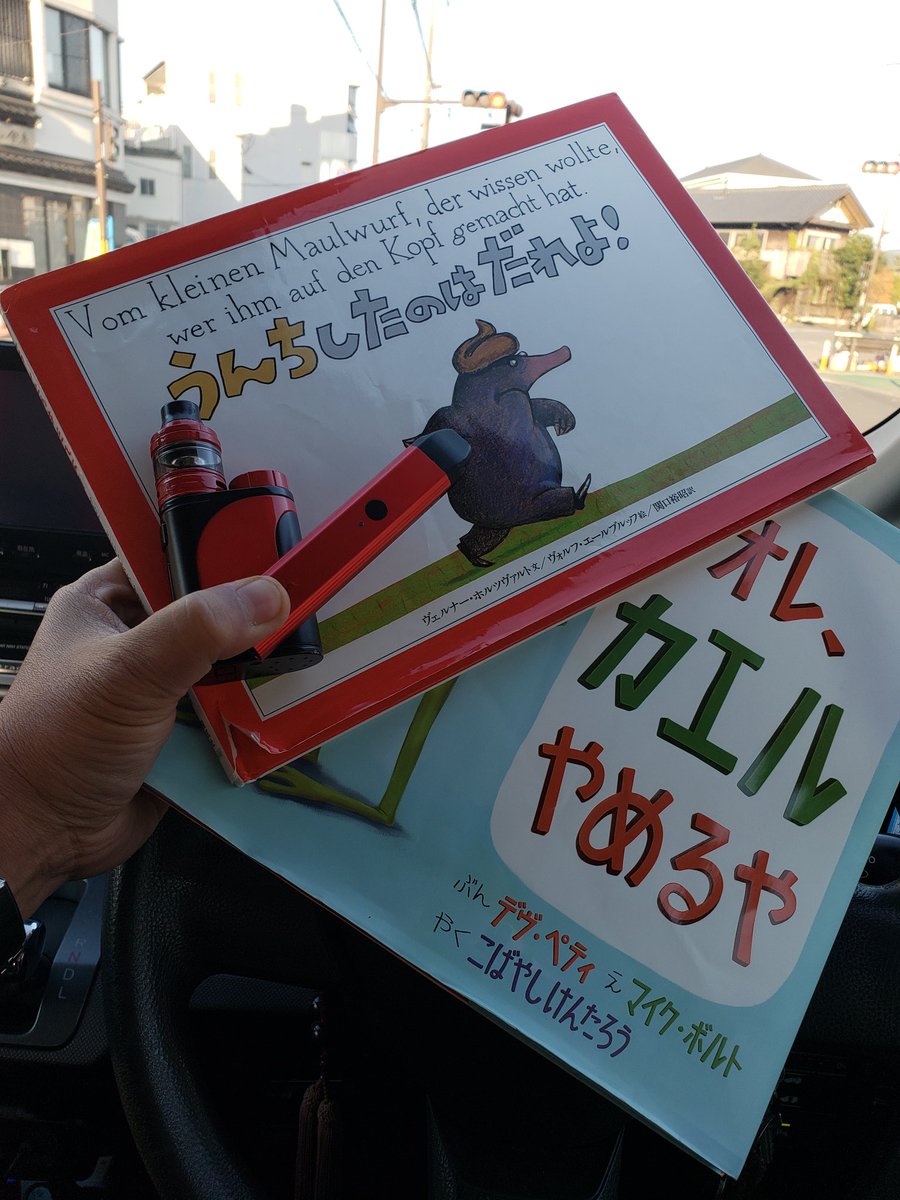 Vom kleinen Maulwurf, der wissen wollte,
wer ihm auf den Kopf gemacht hat.
うんちしたのはだれよ!
ヴェルナー・ホルツヴァルト文/ヴォルフ・エールブルッフ絵/関口裕昭訳
オレ、
カエル
やめるや
ぶん デヴ・ペティ え マイク・ボルト
やく こばやしけんたろう
R
N
D
L